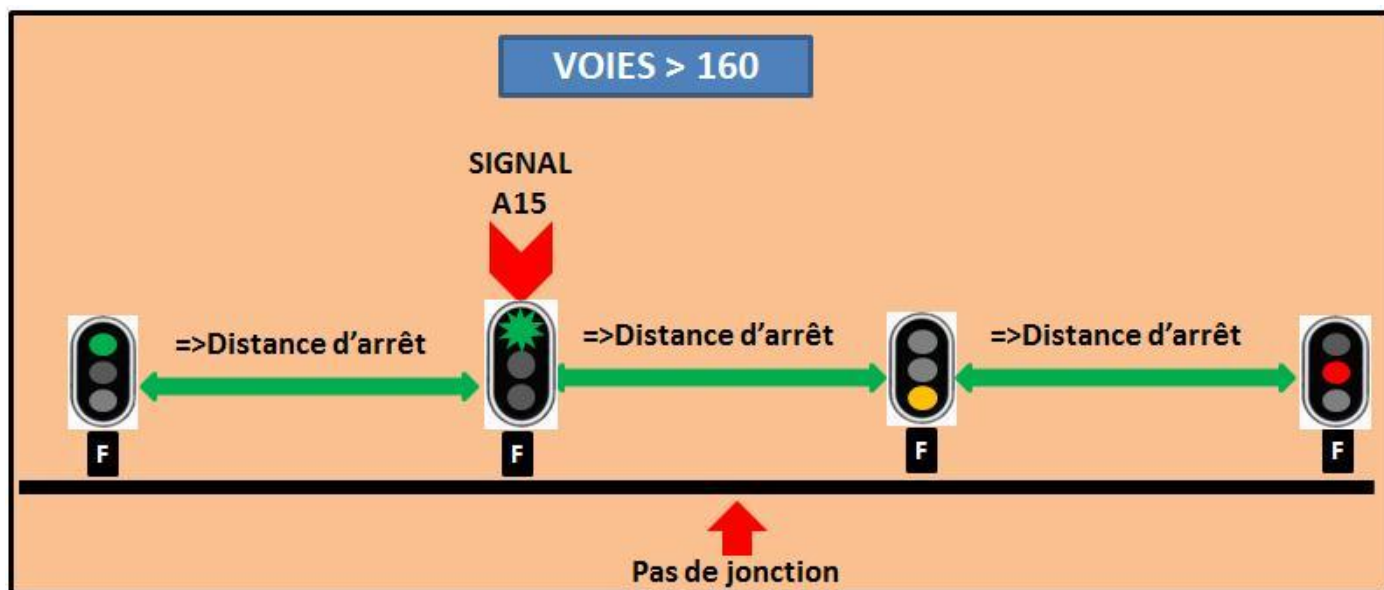 VOIES > 160
SIGNAL
A15
=>Distance d’arrêt
=>Distance d’arrêt
=>Distance d’arrêt
F
F
F
F
Pas de jonction